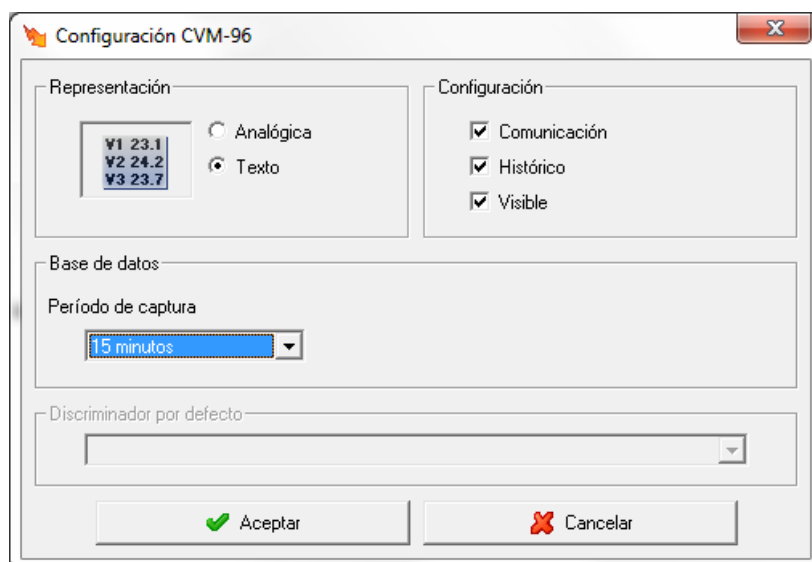 Configuración CVM-96
Representación
V1 23.1
V2 24.2
V3 23.7
Analógica
Texto
Configuración
Comunicación
Histórico
Visible
Base de datos
Período de captura
15 minutos
Discriminador por defecto
Aceptar
Cancelar